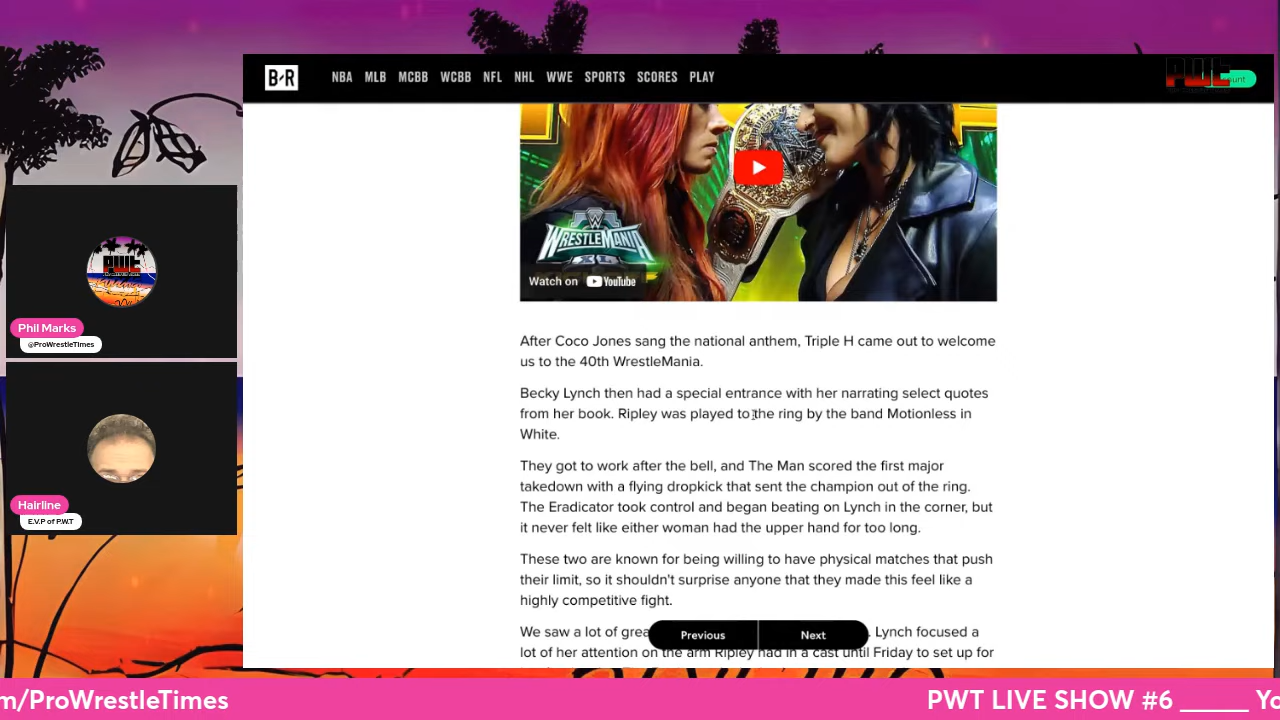 B/R NBA MLB MCBB WCBB NFL NHL WWE SPORTS SCORES PLAY
PWT
WRESTLEMANIA
XL
Watch on YouTube
PWT
Phil Marks
@ProWrestleTimes
Hairline
E.V.P of P.W.T
After Coco Jones sang the national anthem, Triple H came out to welcome
us to the 40th WrestleMania.
Becky Lynch then had a special entrance with her narrating select quotes
from her book. Ripley was played to the ring by the band Motionless in
White.
They got to work after the bell, and The Man scored the first major
takedown with a flying dropkick that sent the champion out of the ring.
The Eradicator took control and began beating on Lynch in the corner, but
it never felt like either woman had the upper hand for too long.
These two are known for being willing to have physical matches that push
their limit, so it shouldn't surprise anyone that they made this feel like a
highly competitive fight.
We saw a lot of grea Previous Next . Lynch focused a
lot of her attention on the arm Ripley had in a cast until Friday to set up for
m/ProWrestleTimes PWT LIVE SHOW #6 _____ Yo